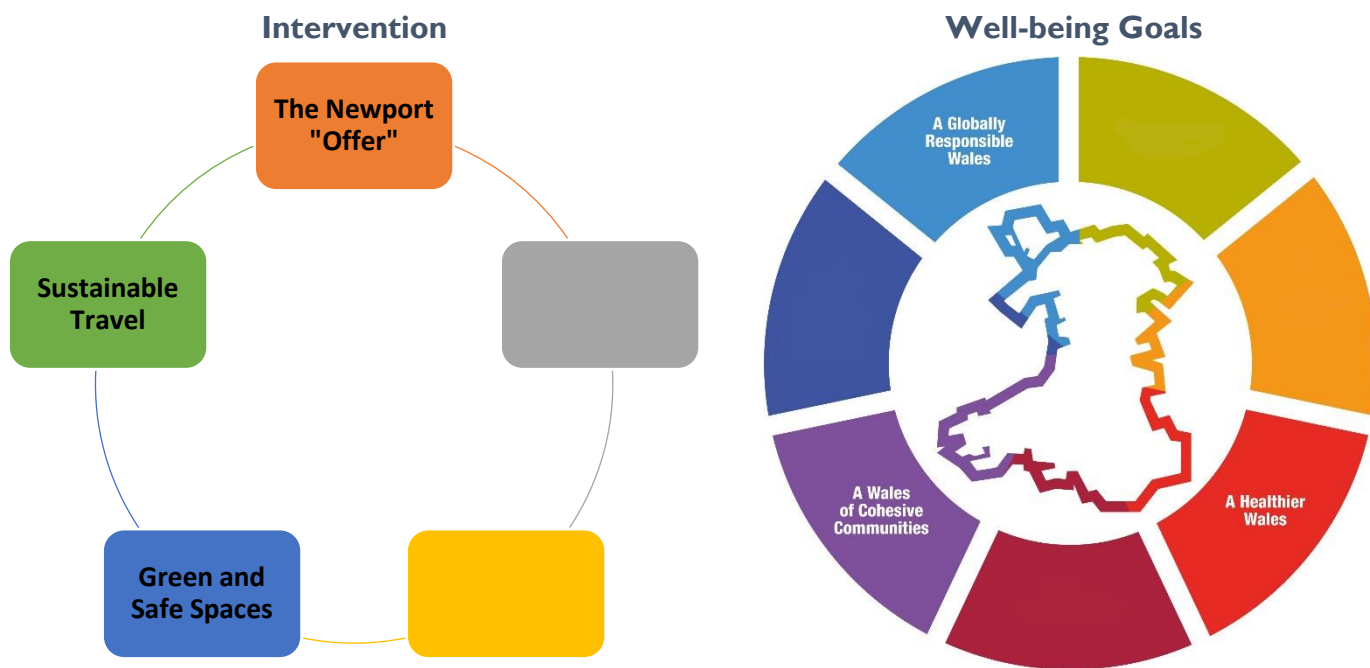 Intervention
The Newport
"Offer"
Sustainable
Travel
Green and
Safe Spaces
Well-being Goals
A Globally
Responsible
Wales
A Wales
of Cohesive
Communities
A Healthier
Wales